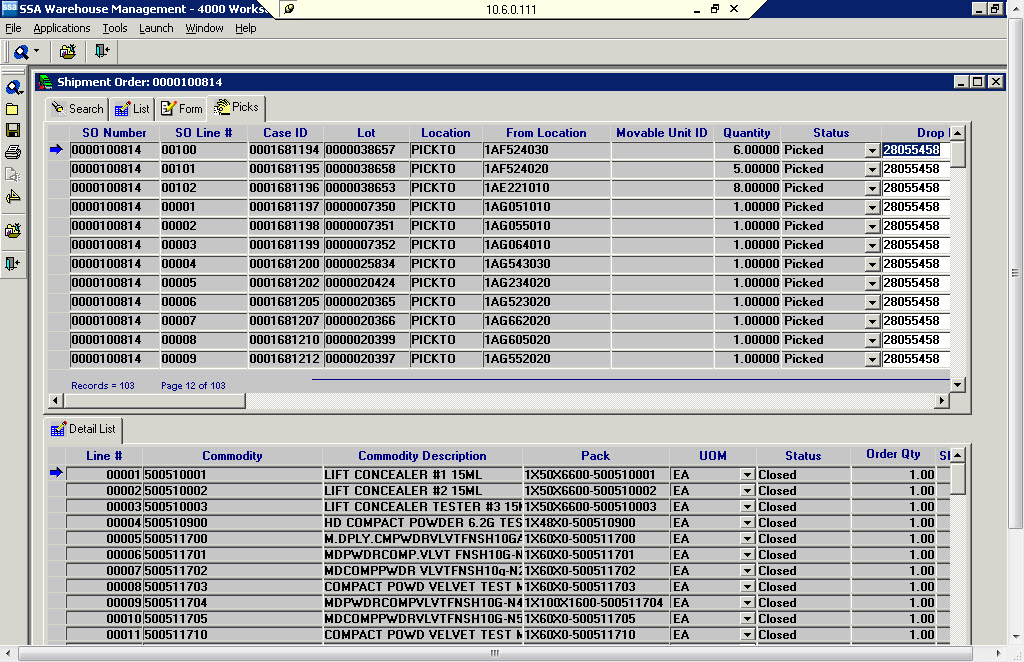 SSA Warehouse Management - 4000 Works
10.6.0.111
File Applications Tools Launch Window Help
Shipment Order: 0000100814
Search List Form Picks
SO Number SO Line # Case ID Lot Location From Location Movable Unit ID Quantity Status Drop
0000100814 00100 0001681194 0000038657 PICKTO 1AF524030 6.00000 Picked 28055458
0000100814 00101 0001681195 0000038658 PICKTO 1AF524020 5.00000 Picked 28055458
0000100814 00102 0001681196 0000038653 PICKTO 1AE221010 8.00000 Picked 28055458
0000100814 00001 0001681197 0000007350 PICKTO 1AG051010 1.00000 Picked 28055458
0000100814 00002 0001681198 0000007351 PICKTO 1AG055010 1.00000 Picked 28055458
0000100814 00003 0001681199 0000007352 PICKTO 1AG064010 1.00000 Picked 28055458
0000100814 00004 0001681200 0000025834 PICKTO 1AG543030 1.00000 Picked 28055458
0000100814 00005 0001681202 0000020424 PICKTO 1AG234020 1.00000 Picked 28055458
0000100814 00006 0001681205 0000020365 PICKTO 1AG523020 1.00000 Picked 28055458
0000100814 00007 0001681207 0000020366 PICKTO 1AG662020 1.00000 Picked 28055458
0000100814 00008 0001681210 0000020399 PICKTO 1AG605020 1.00000 Picked 28055458
0000100814 00009 0001681212 0000020397 PICKTO 1AG552020 1.00000 Picked 28055458
Records = 103 Page 12 of 103
Detail List
Line # Commodity Commodity Description Pack UOM Status Order Qty
00001 500510001 LIFT CONCEALER #1 15ML 1X50X6600-500510001 EA Closed 1.00
00002 500510002 LIFT CONCEALER #2 15ML 1X50X6600-500510002 EA Closed 1.00
00003 500510003 LIFT CONCEALER TESTER #3 15 1X50X6600-500510003 EA Closed 1.00
00004 500510900 HD COMPACT POWDER 6.2G TES 1X48X0-500510900 EA Closed 1.00
00005 500511700 M.DPLY.CMPWDRVLVTFNSH10G 1X60X0-500511700 EA Closed 1.00
00006 500511701 MDPWDRCOMP.VLVT FNSH10G-N 1X60X0-500511701 EA Closed 1.00
00007 500511702 MDCOMPPWDR VLVTFNSH10g-N2 1X60X0-500511702 EA Closed 1.00
00008 500511703 COMPACT POWD VELVET TEST 1X60X0-500511703 EA Closed 1.00
00009 500511704 MDPWDRCOMPVLVTFNSH10G-N4 1X100X1600-500511704 EA Closed 1.00
00010 500511705 MDCOMPPWDRVLVTFNSH10G-N5 1X60X0-500511705 EA Closed 1.00
00011 500511710 COMPACT POWD VELVET TEST 1X60X0-500511710 EA Closed 1.00